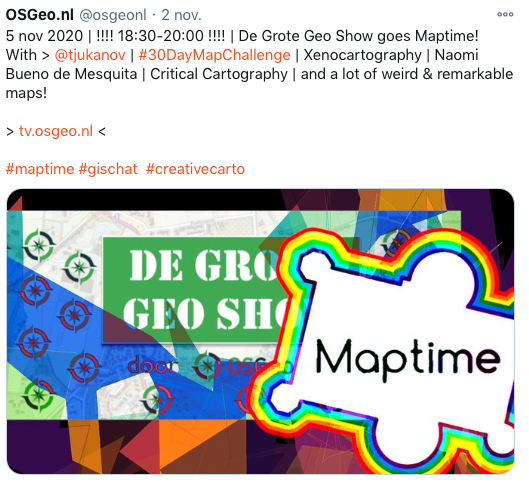 OSGeo.nl @osgeonl · 2 nov.
5 nov 2020 | !!!! 18:30-20:00 !!!! | De Grote Geo Show goes Maptime!
With > @tjukanov | #30DayMapChallenge | Xenocartography | Naomi
Bueno de Mesquita | Critical Cartography | and a lot of weird & remarkable
maps!
> tv.osgeo.nl <
#maptime #gischat #creativecarto
DE GRO
GEO SHO
door OSGeo
Maptime